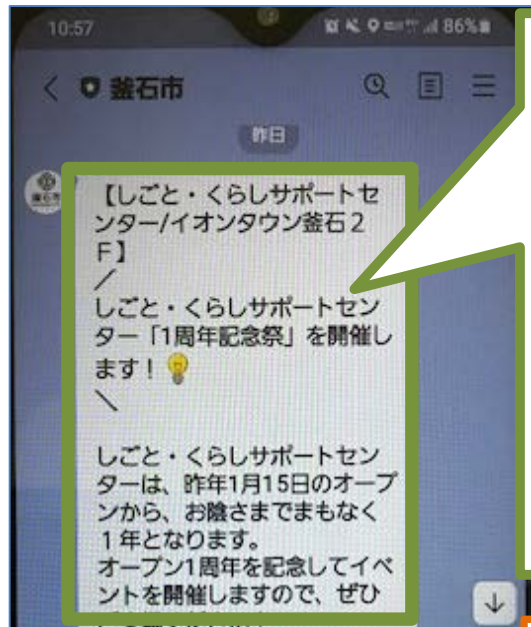 10:57
86%
釜石市
昨日
【しごと・くらしサポートセ
ンター/イオンタウン釜石2
F】
/
しごと・くらしサポートセン
ター「1周年記念祭」を開催し
ます!💡
\
しごと・くらしサポートセン
ターは、昨年1月15日のオープ
ンから、お陰さまでまもなく
1年となります。
オープン1周年を記念してイベ
ントを開催しますので、ぜひ